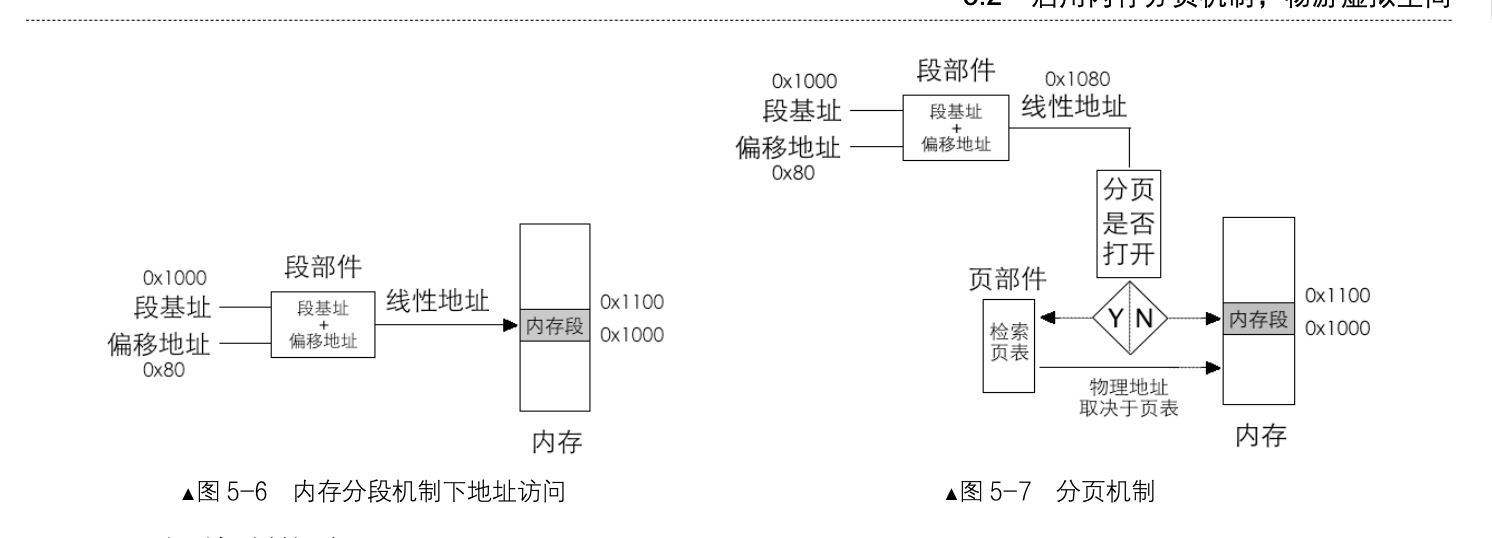 5.2 启用内存分页机制，畅游虚拟空间
0x1000
段基址
偏移地址
0x80
段部件
段基址
+
偏移地址
线性地址
内存段
0x1100
0x1000
内存
▲图 5-6 内存分段机制下地址访问
0x1000
段基址
偏移地址
0x80
段部件
段基址
+
偏移地址
0x1080
线性地址
分页
是否
打开
Y N
页部件
检索
页表
物理地址
取决于页表
内存段
0x1100
0x1000
内存
▲图 5-7 分页机制